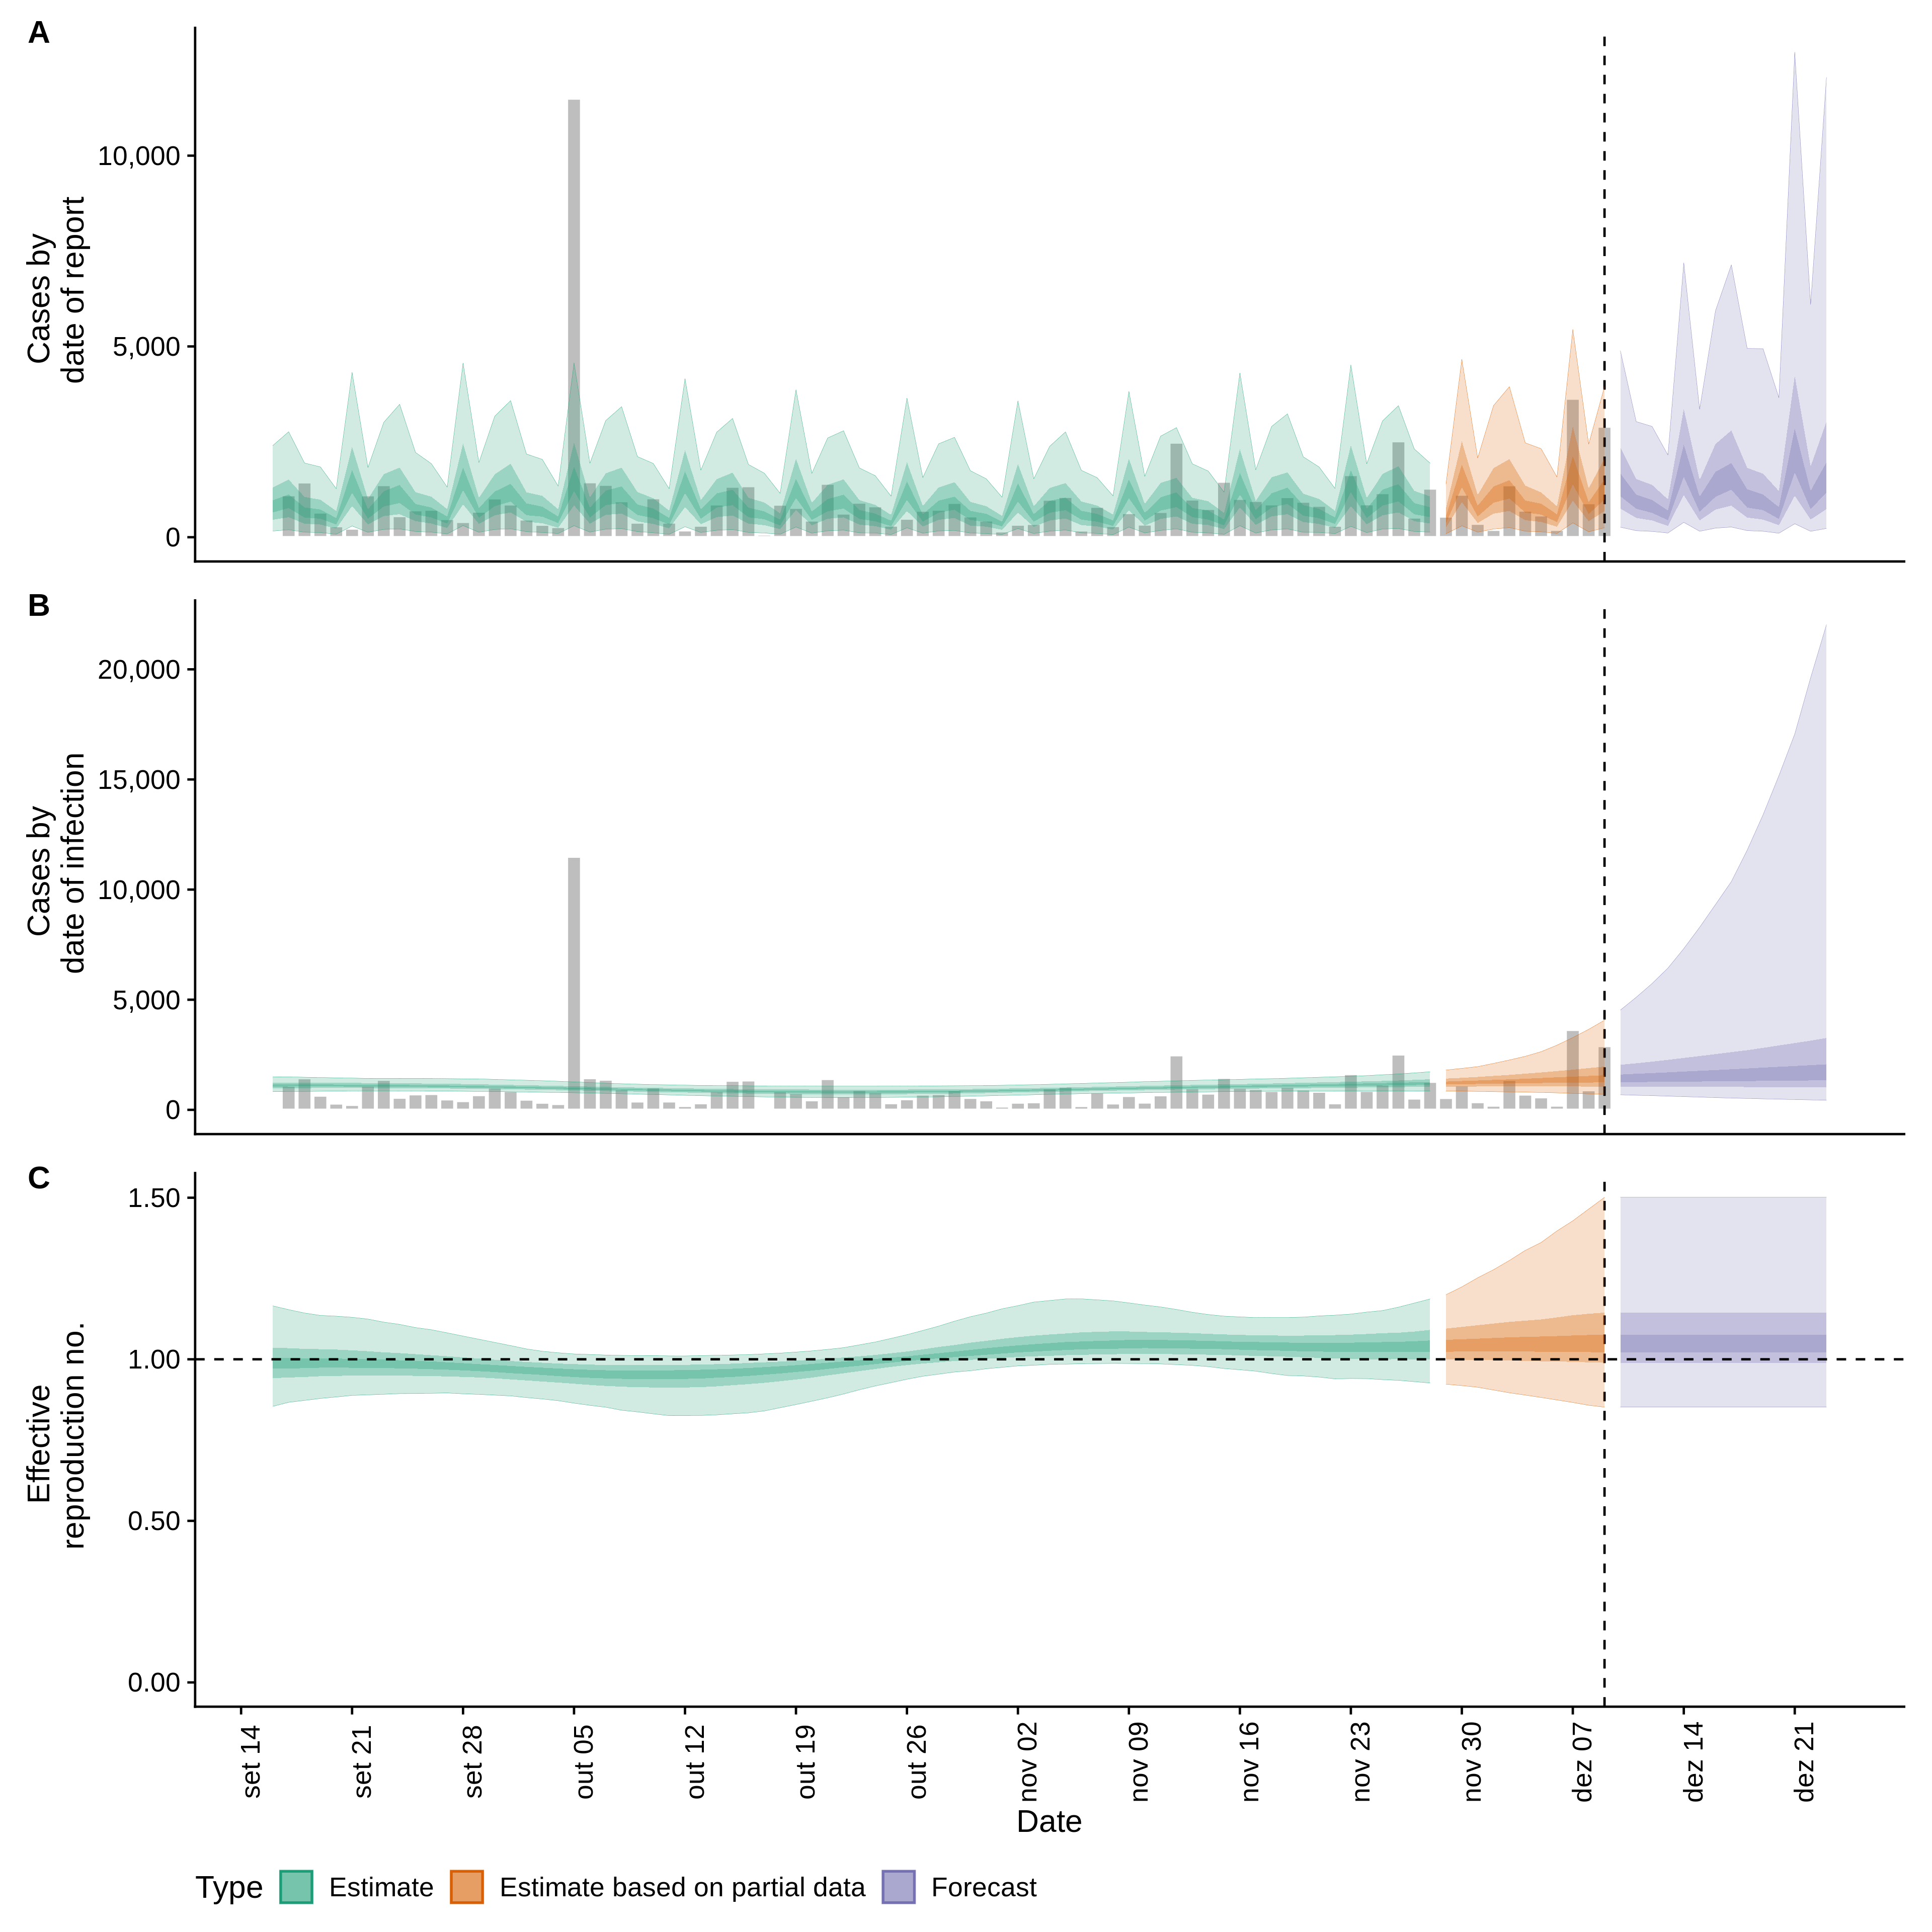 A
10,000
5,000
0
Cases by
date of report
B
20,000
15,000
10,000
5,000
0
Cases by
date of infection
C
1.50
1.00
0.50
0.00
Effective
reproduction no.
set 14
set 21
set 28
out 05
out 12
out 19
out 26
nov 02
nov 09
nov 16
nov 23
nov 30
dez 07
dez 14
dez 21
Date
Type Estimate Estimate based on partial data Forecast